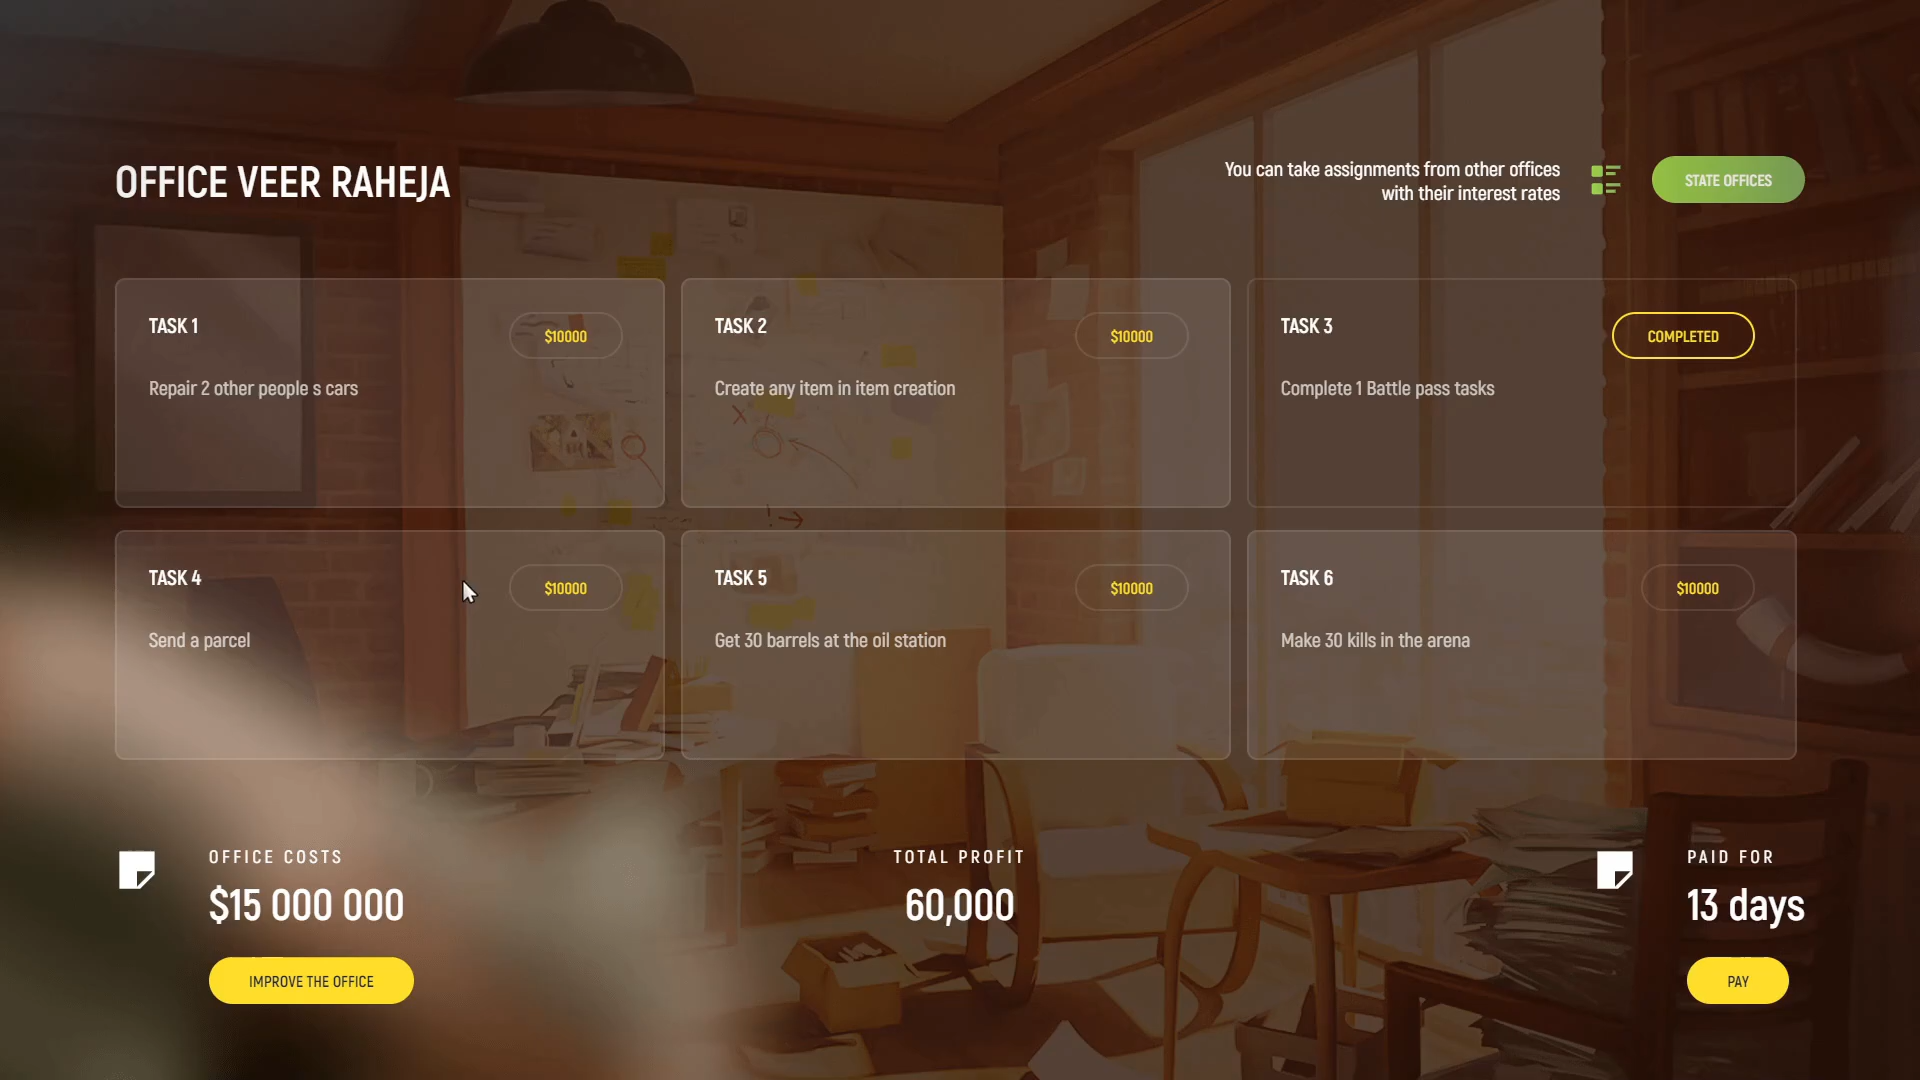 OFFICE VEER RAHEJA
You can take assignments from other offices
with their interest rates
STATE OFFICES
TASK 1
$10000
Repair 2 other people s cars
TASK 2
$10000
Create any item in item creation
TASK 3
COMPLETED
Complete 1 Battle pass tasks
TASK 4
$10000
Send a parcel
TASK 5
$10000
Get 30 barrels at the oil station
TASK 6
$10000
Make 30 kills in the arena
OFFICE COSTS
$15 000 000
IMPROVE THE OFFICE
TOTAL PROFIT
60,000
PAID FOR
13 days
PAY